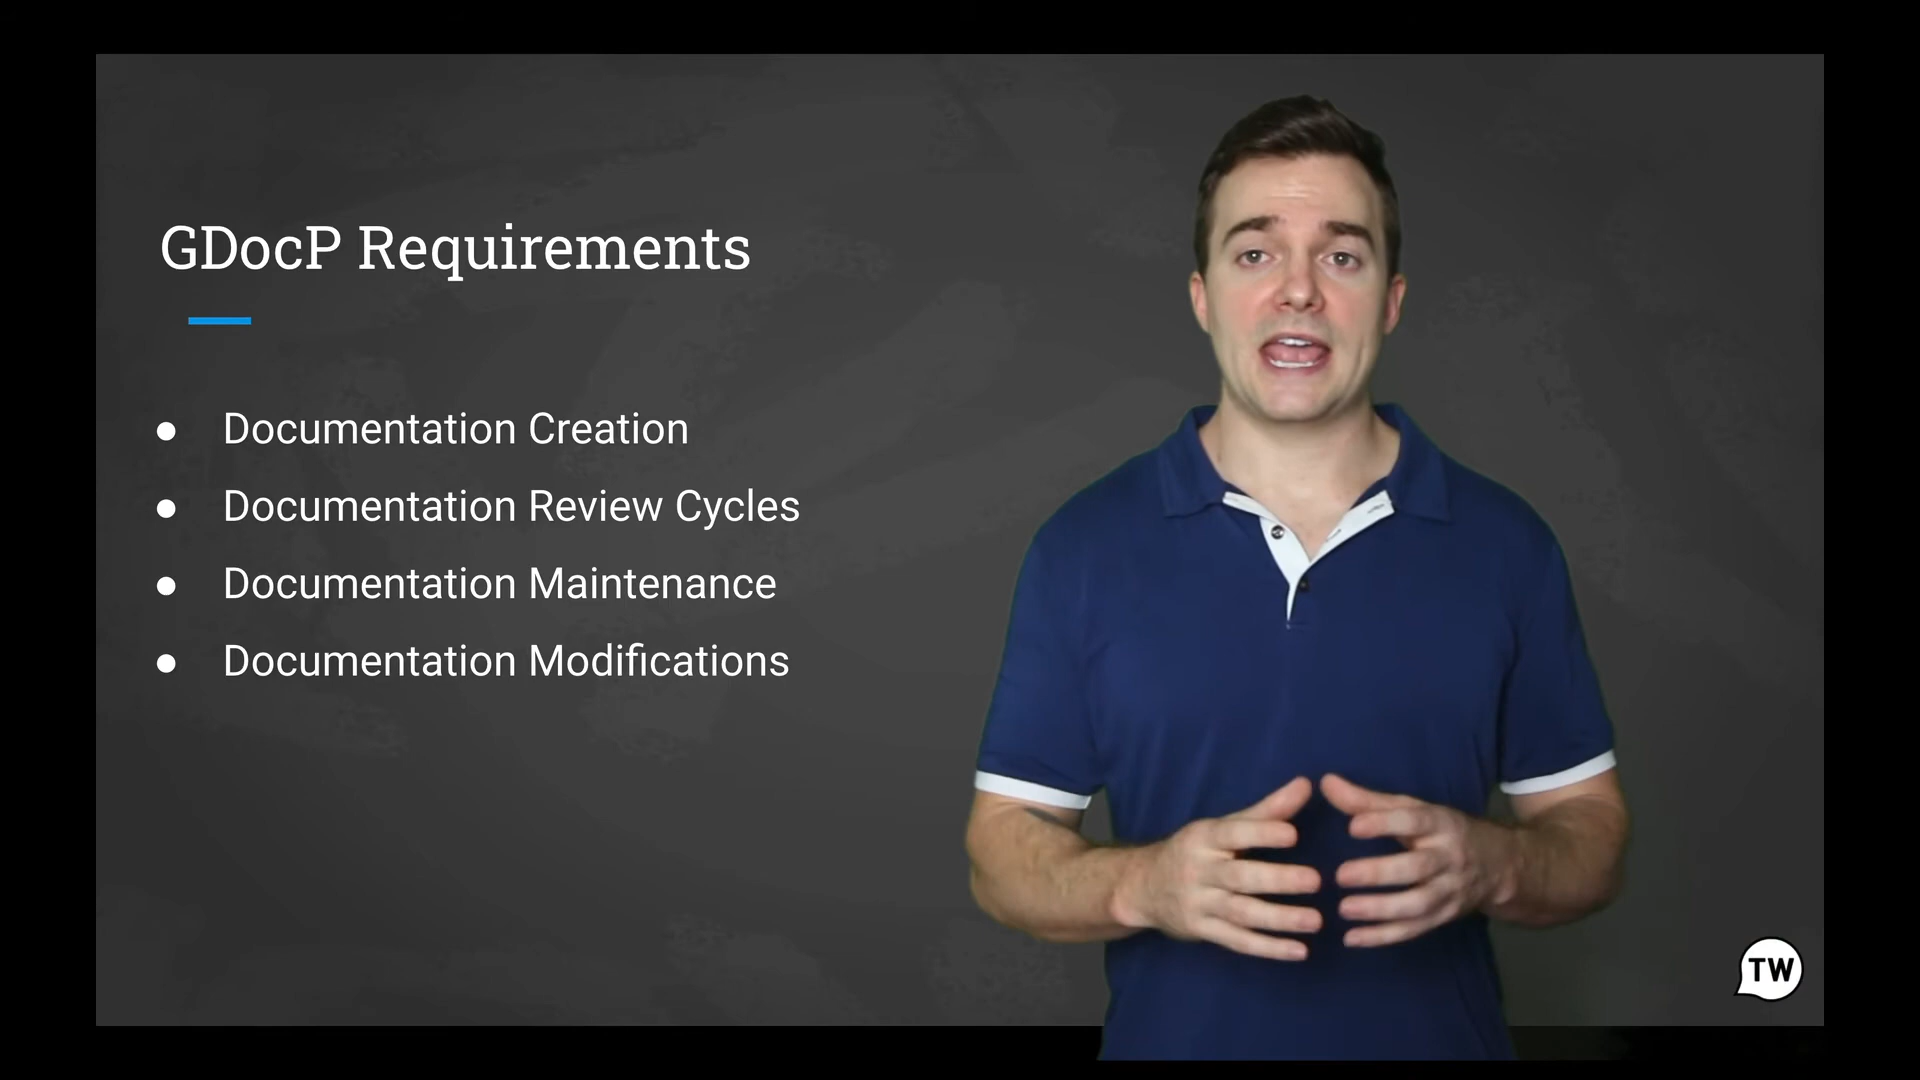 GDocP Requirements
● Documentation Creation
● Documentation Review Cycles
● Documentation Maintenance
● Documentation Modifications
TW